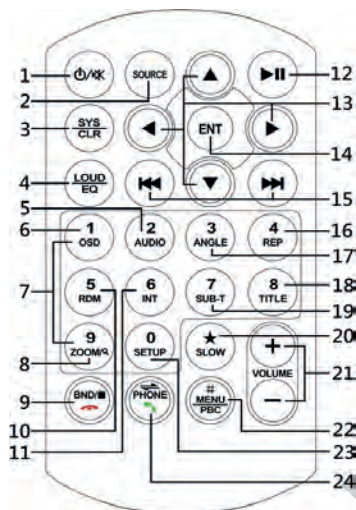 1
SOURCE
12
2
13
3
SYS
CLR
ENT
14
4
LOUD
EQ
15
5
6
1
OSD
2
AUDIO
3
ANGLE
4
REP
16
17
7
5
RDM
6
INT
7
SUB-T
8
TITLE
18
19
9
ZOOM/
0
SETUP
★
SLOW
+
20
VOLUME
21
8
9
BND/■
PHONE
#
MENU
PBC
−
10
22
11
23
24